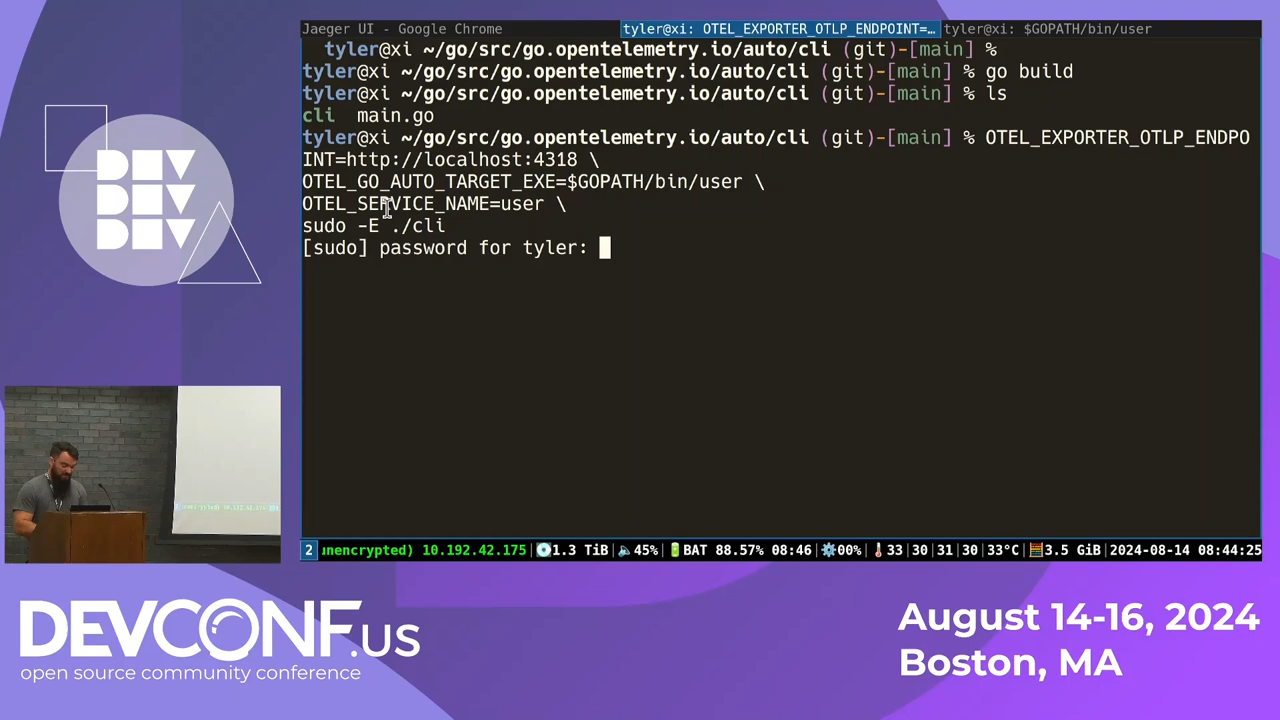 Jaeger UI - Google Chrome
tyler@xi: OTEL_EXPORTER_OTLP_ENDPOINT=…
tyler@xi: $GOPATH/bin/user
tyler@xi ~/go/src/go.opentelemetry.io/auto/cli (git)-[main] %
tyler@xi ~/go/src/go.opentelemetry.io/auto/cli (git)-[main] % go build
tyler@xi ~/go/src/go.opentelemetry.io/auto/cli (git)-[main] % ls
cli main.go
tyler@xi ~/go/src/go.opentelemetry.io/auto/cli (git)-[main] % OTEL_EXPORTER_OTLP_ENDPO
INT=http://localhost:4318 \
OTEL_GO_AUTO_TARGET_EXE=$GOPATH/bin/user \
OTEL_SERVICE_NAME=user \
sudo -E ./cli
[sudo] password for tyler:
2 unencrypted) 10.192.42.175 1.3 TiB 45% BAT 88.57% 08:46 00% 33 30 31 30 33°C 3.5 GiB 2024-08-14 08:44:25
DEV
DEV
DEV
DEVCONF.us
open source community conference
August 14-16, 2024
Boston, MA